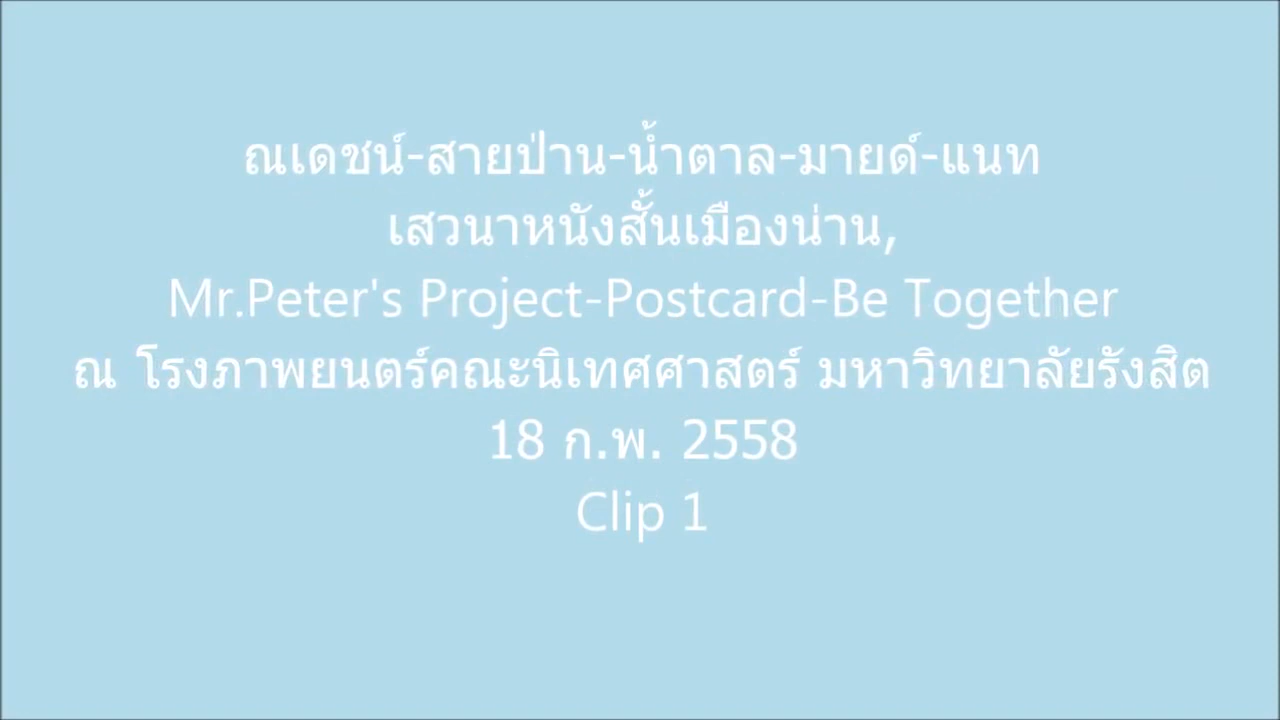 ณเดชน์-สายป่าน-น้ำตาล-มายด์-แนท
เสวนาหนังสั้นเมืองน่าน,
Mr.Peter's Project-Postcard-Be Together
ณ โรงภาพยนตร์คณะนิเทศศาสตร์ มหาวิทยาลัยรังสิต
18 ก.พ. 2558
Clip 1